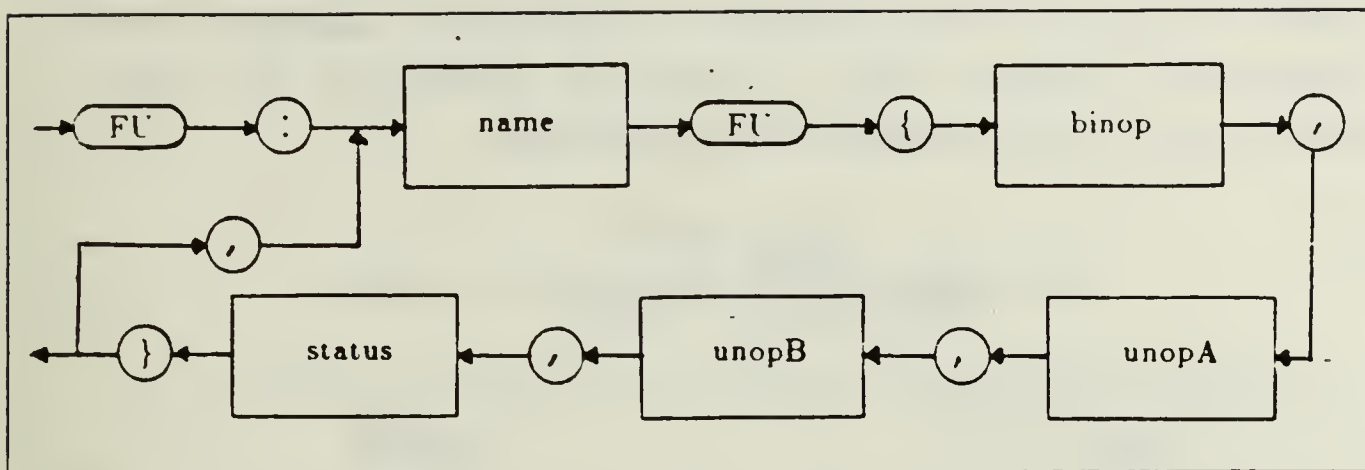 FU : name FU { binop ,
,
} status , unopB , unopA